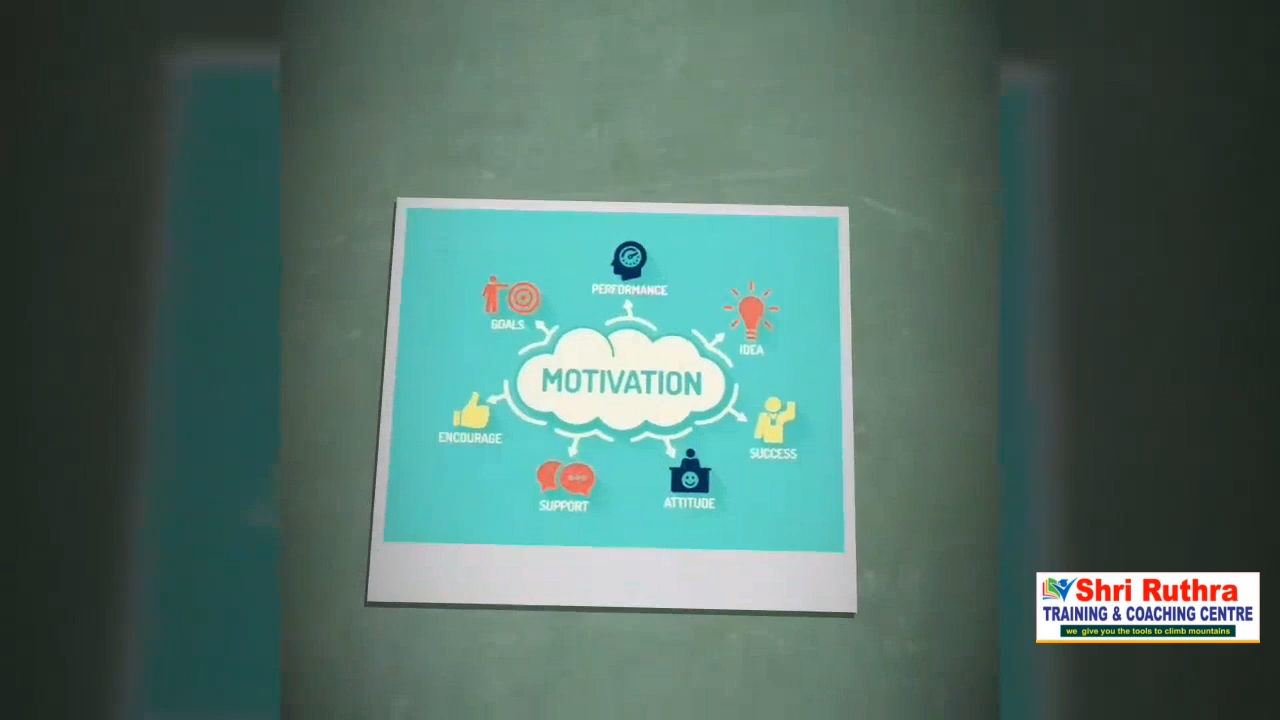 PERFORMANCE
GOALS
IDEA
MOTIVATION
ENCOURAGE
SUCCESS
SUPPORT
ATTITUDE
Shri Ruthra
TRAINING & COACHING CENTRE
we give you the tools to climb mountains